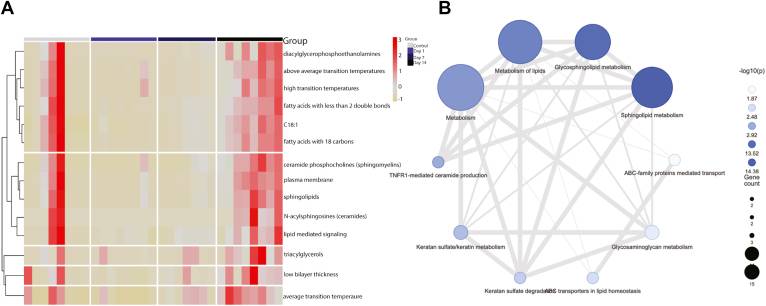 A
Group
diacylglycerophosphoethanolamines
above average transition temperatures
high transition temperatures
fatty acids with less than 2 double bonds
C18:1
fatty acids with 18 carbons
ceramide phosphocholines (sphingomyelins)
plasma membrane
sphingolipids
N-acylsphingosines (ceramides)
lipid mediated signaling
triacylglycerols
low bilayer thickness
average transition temperaure
3
2
1
0
-1
Group
Control
Day 1
Day 7
Day 14
B
Metabolism of lipids
Glycosphingolipid metabolism
Metabolism
Sphingolipid metabolism
TNFR1-mediated ceramide production
ABC-family proteins mediated transport
Keratan sulfate/keratin metabolism
Glycosaminoglycan metabolism
Keratan sulfate degradation
ABC transporters in lipid homeostasis
-log10(p)
1.87
2.48
2.92
13.52
14.36
Gene
count
2
2
3
15